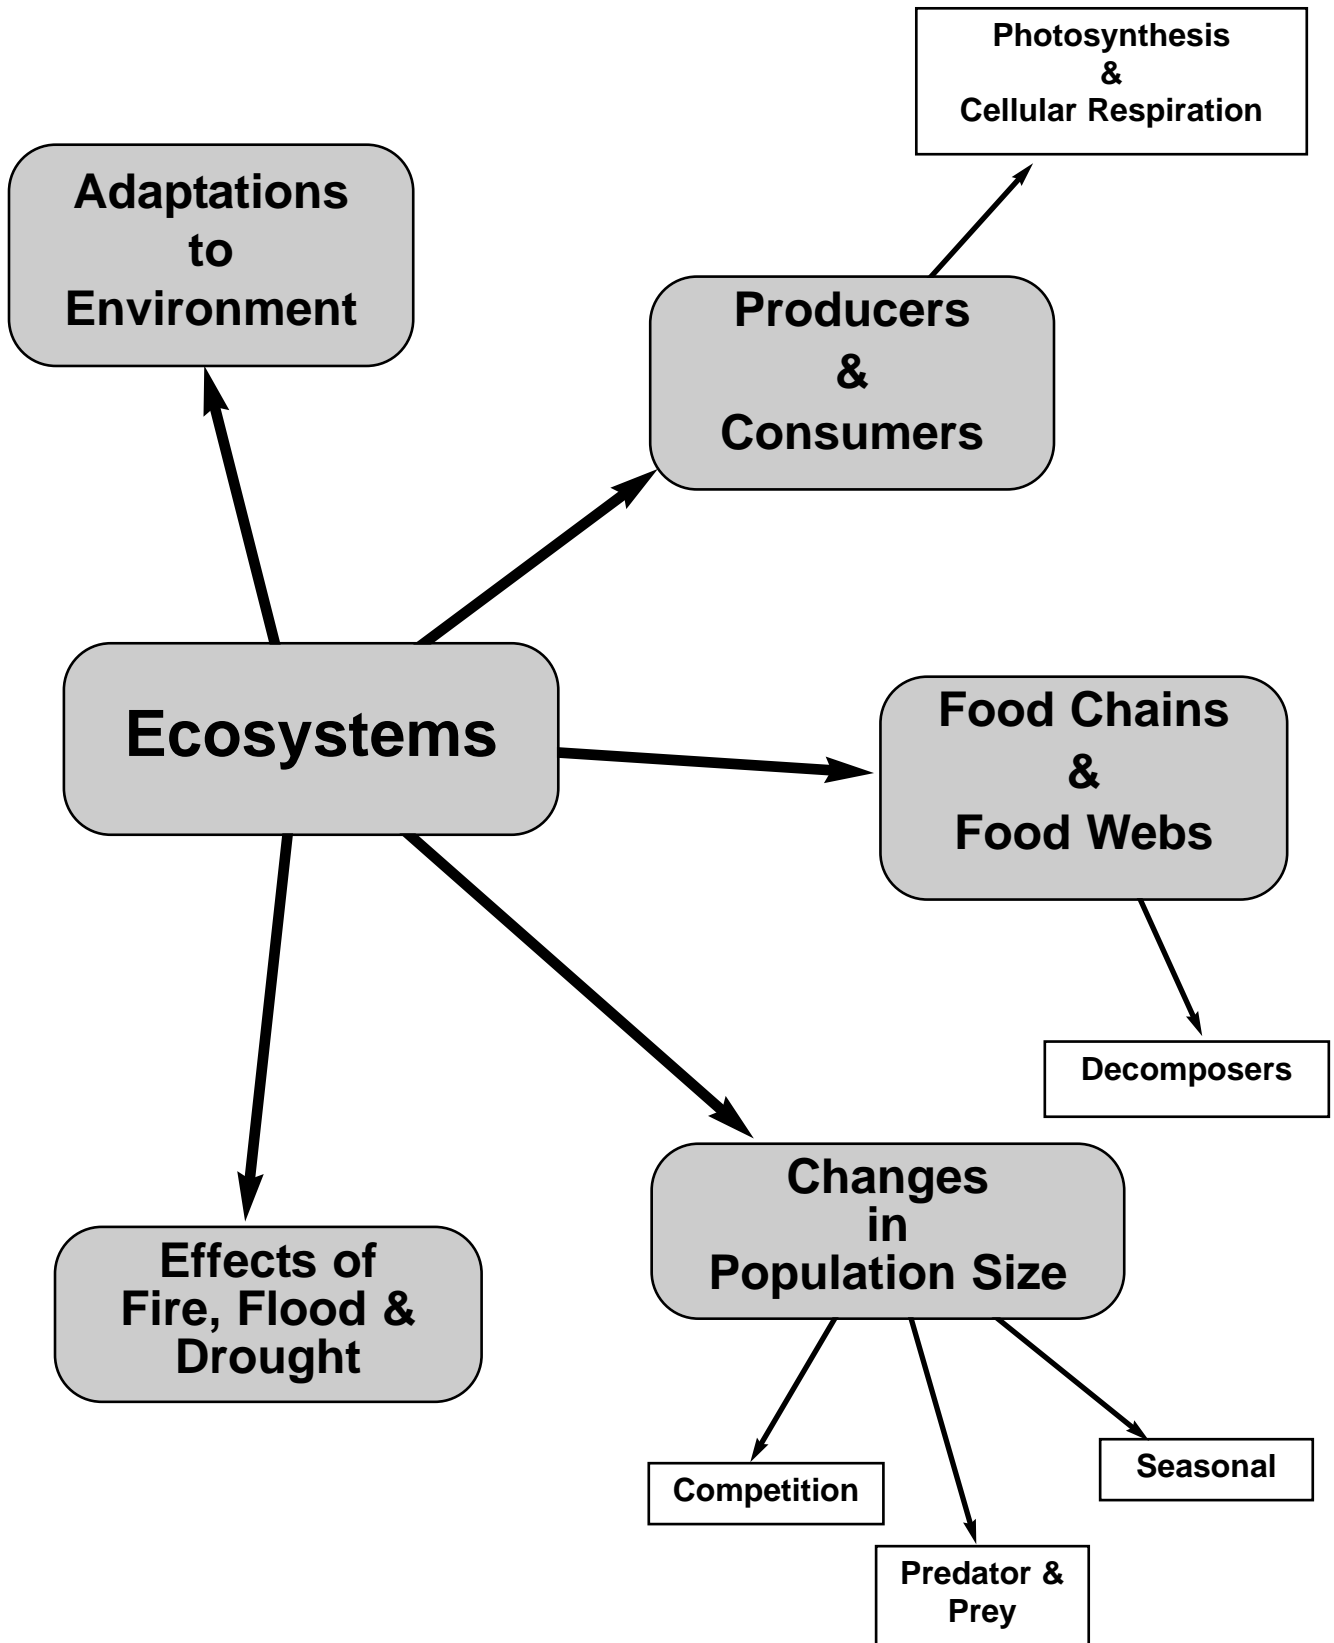 Photosynthesis
&
Cellular Respiration
Adaptations
to
Environment
Producers
&
Consumers
Ecosystems
Food Chains
&
Food Webs
Decomposers
Changes
in
Population Size
Effects of
Fire, Flood &
Drought
Competition
Seasonal
Predator &
Prey